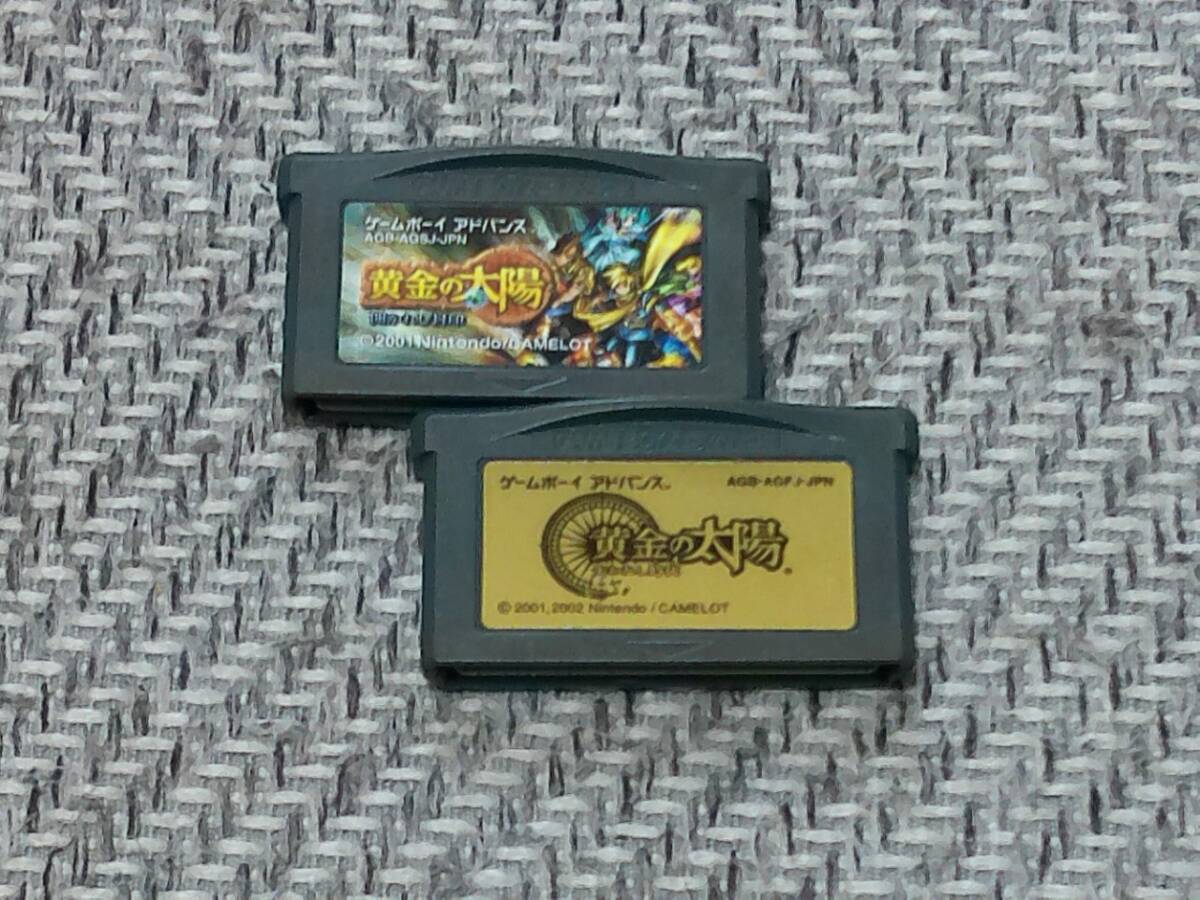 ゲームボーイ アドバンス
AGB-AGSJ-JPN
黄金の太陽
©2001 Nintendo/CAMELOT
ゲームボーイ アドバンス
AGB-AGFJ-JPN
黄金の太陽
© 2001, 2002 Nintendo / CAMELOT